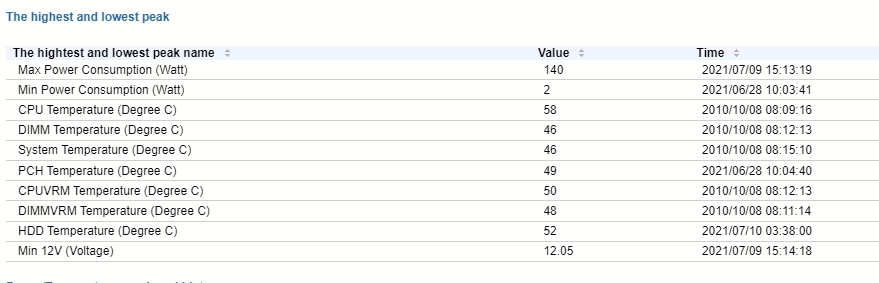 The highest and lowest peak
The hightest and lowest peak name Value Time
Max Power Consumption (Watt) 140 2021/07/09 15:13:19
Min Power Consumption (Watt) 2 2021/06/28 10:03:41
CPU Temperature (Degree C) 58 2010/10/08 08:09:16
DIMM Temperature (Degree C) 46 2010/10/08 08:12:13
System Temperature (Degree C) 46 2010/10/08 08:15:10
PCH Temperature (Degree C) 49 2021/06/28 10:04:40
CPUVRM Temperature (Degree C) 50 2010/10/08 08:12:13
DIMMVRM Temperature (Degree C) 48 2010/10/08 08:11:14
HDD Temperature (Degree C) 52 2021/07/10 03:38:00
Min 12V (Voltage) 12.05 2021/07/09 15:14:18